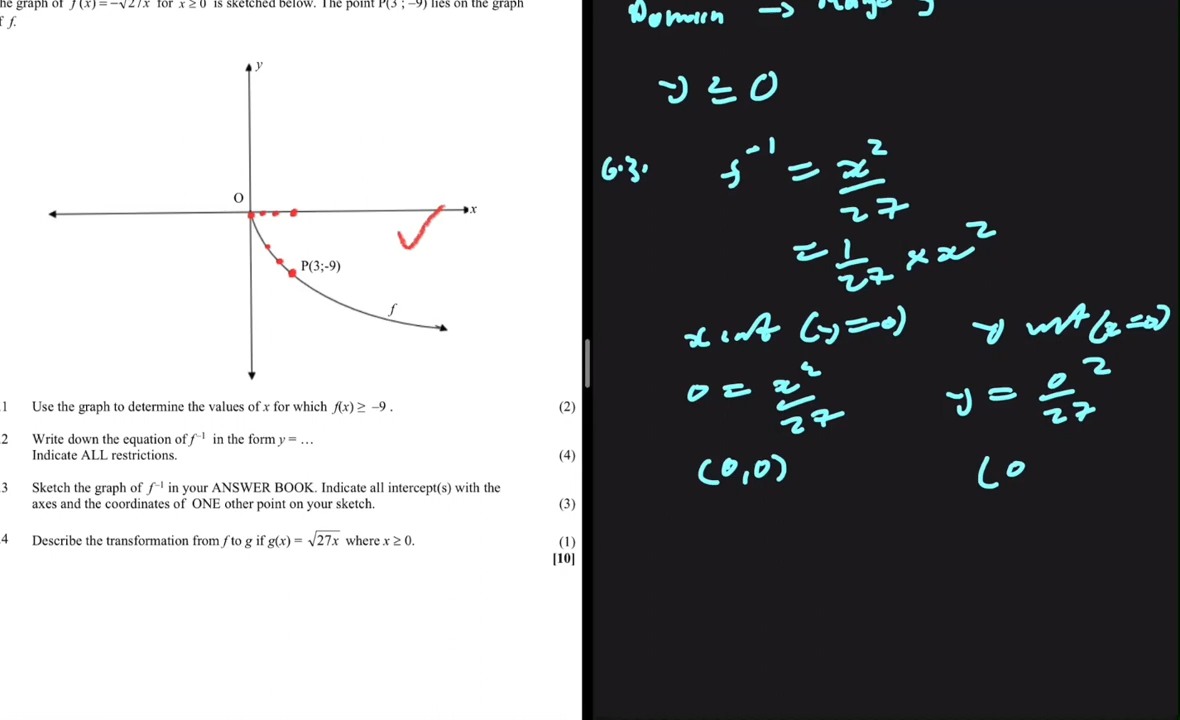 he graph of f(x) = −√27x for x ≥ 0 is sketched below. The point P(3 ; −9) lies on the graph
f f.
y
O
x
P(3;-9)
f
.1 Use the graph to determine the values of x for which f(x) ≥ −9 . (2)
.2 Write down the equation of f⁻¹ in the form y = …
Indicate ALL restrictions. (4)
.3 Sketch the graph of f⁻¹ in your ANSWER BOOK. Indicate all intercept(s) with the
axes and the coordinates of ONE other point on your sketch. (3)
.4 Describe the transformation from f to g if g(x) = √27x where x ≥ 0. (1)
[10]
Domain → Range
y ≥ 0
6.3. f⁻¹ = x²/27
= 1/27 × x²
x int (y=0) y int (x=0)
0 = x²/27 y = 0²/27
(0,0) (0